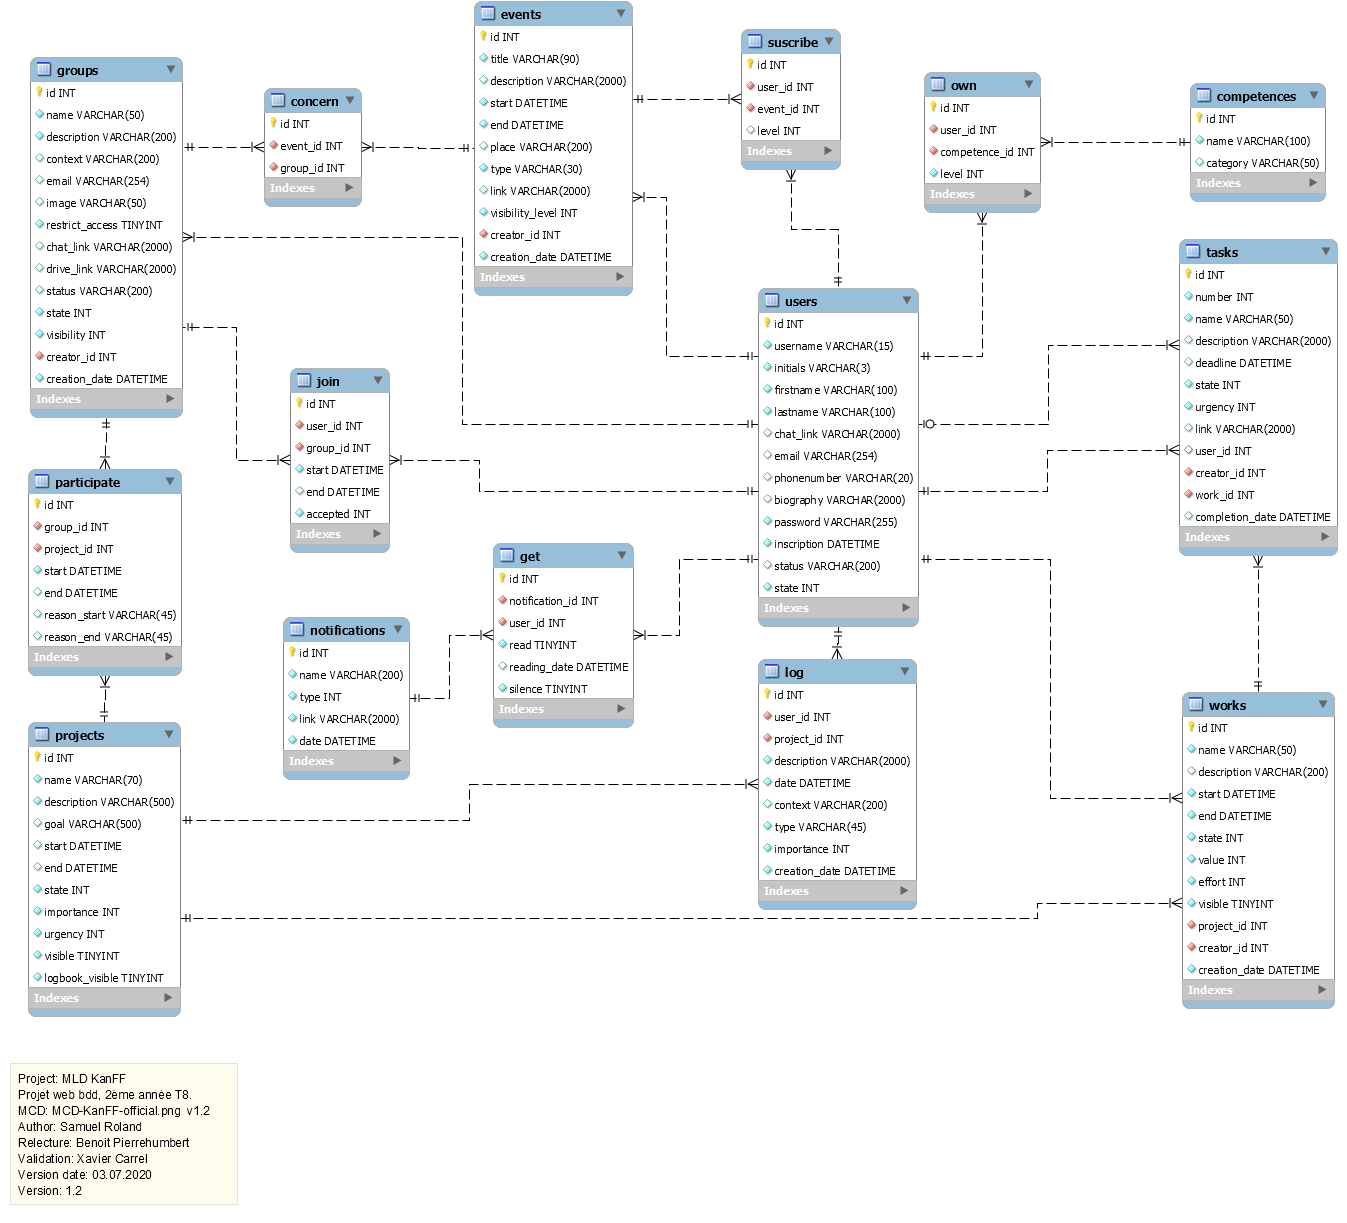 events
id INT
title VARCHAR(90)
description VARCHAR(2000)
start DATETIME
end DATETIME
place VARCHAR(200)
type VARCHAR(30)
link VARCHAR(2000)
visibility_level INT
creator_id INT
creation_date DATETIME
Indexes
suscribe
id INT
user_id INT
event_id INT
level INT
Indexes
groups
id INT
name VARCHAR(50)
description VARCHAR(200)
context VARCHAR(200)
email VARCHAR(254)
image VARCHAR(50)
restrict_access TINYINT
chat_link VARCHAR(2000)
drive_link VARCHAR(2000)
status VARCHAR(200)
state INT
visibility INT
creator_id INT
creation_date DATETIME
Indexes
concern
id INT
event_id INT
group_id INT
Indexes
own
id INT
user_id INT
competence_id INT
level INT
Indexes
competences
id INT
name VARCHAR(100)
category VARCHAR(50)
Indexes
tasks
id INT
number INT
name VARCHAR(50)
description VARCHAR(2000)
deadline DATETIME
state INT
urgency INT
link VARCHAR(2000)
user_id INT
creator_id INT
work_id INT
completion_date DATETIME
Indexes
users
id INT
username VARCHAR(15)
initials VARCHAR(3)
firstname VARCHAR(100)
lastname VARCHAR(100)
chat_link VARCHAR(2000)
email VARCHAR(254)
phonenumber VARCHAR(20)
biography VARCHAR(2000)
password VARCHAR(255)
inscription DATETIME
status VARCHAR(200)
state INT
Indexes
join
id INT
user_id INT
group_id INT
start DATETIME
end DATETIME
accepted INT
Indexes
participate
id INT
group_id INT
project_id INT
start DATETIME
end DATETIME
reason_start VARCHAR(45)
reason_end VARCHAR(45)
Indexes
get
id INT
notification_id INT
user_id INT
read TINYINT
reading_date DATETIME
silence TINYINT
Indexes
notifications
id INT
name VARCHAR(200)
type INT
link VARCHAR(2000)
date DATETIME
Indexes
log
id INT
user_id INT
project_id INT
description VARCHAR(2000)
date DATETIME
context VARCHAR(200)
type VARCHAR(45)
importance INT
creation_date DATETIME
Indexes
works
id INT
name VARCHAR(50)
description VARCHAR(200)
start DATETIME
end DATETIME
state INT
value INT
effort INT
visible TINYINT
project_id INT
creator_id INT
creation_date DATETIME
Indexes
projects
id INT
name VARCHAR(70)
description VARCHAR(500)
goal VARCHAR(500)
start DATETIME
end DATETIME
state INT
importance INT
urgency INT
visible TINYINT
logbook_visible TINYINT
Indexes
Project: MLD KanFF
Projet web bdd, 2ème année T8.
MCD: MCD-KanFF-official.png v1.2
Author: Samuel Roland
Relecture: Benoit Pierrehumbert
Validation: Xavier Carrel
Version date: 03.07.2020
Version: 1.2